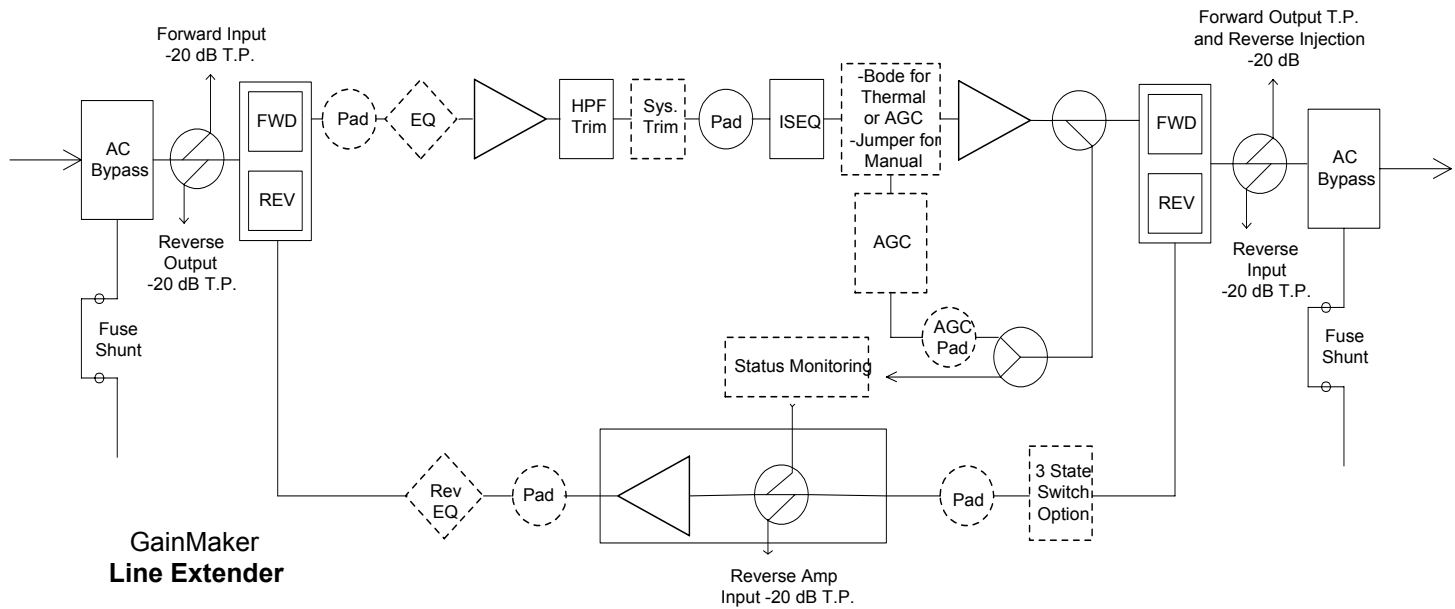 Forward Input
-20 dB T.P.
Forward Output T.P.
and Reverse Injection
-20 dB
AC
Bypass
FWD
REV
Pad
EQ
HPF
Trim
Sys.
Trim
Pad
ISEQ
-Bode for
Thermal
or AGC
-Jumper for
Manual
FWD
REV
AC
Bypass
Reverse
Output
-20 dB T.P.
AGC
Reverse
Input
-20 dB T.P.
Fuse
Shunt
AGC
Pad
Fuse
Shunt
Status Monitoring
Rev
EQ
Pad
Pad
3 State
Switch
Option
GainMaker
Line Extender
Reverse Amp
Input -20 dB T.P.